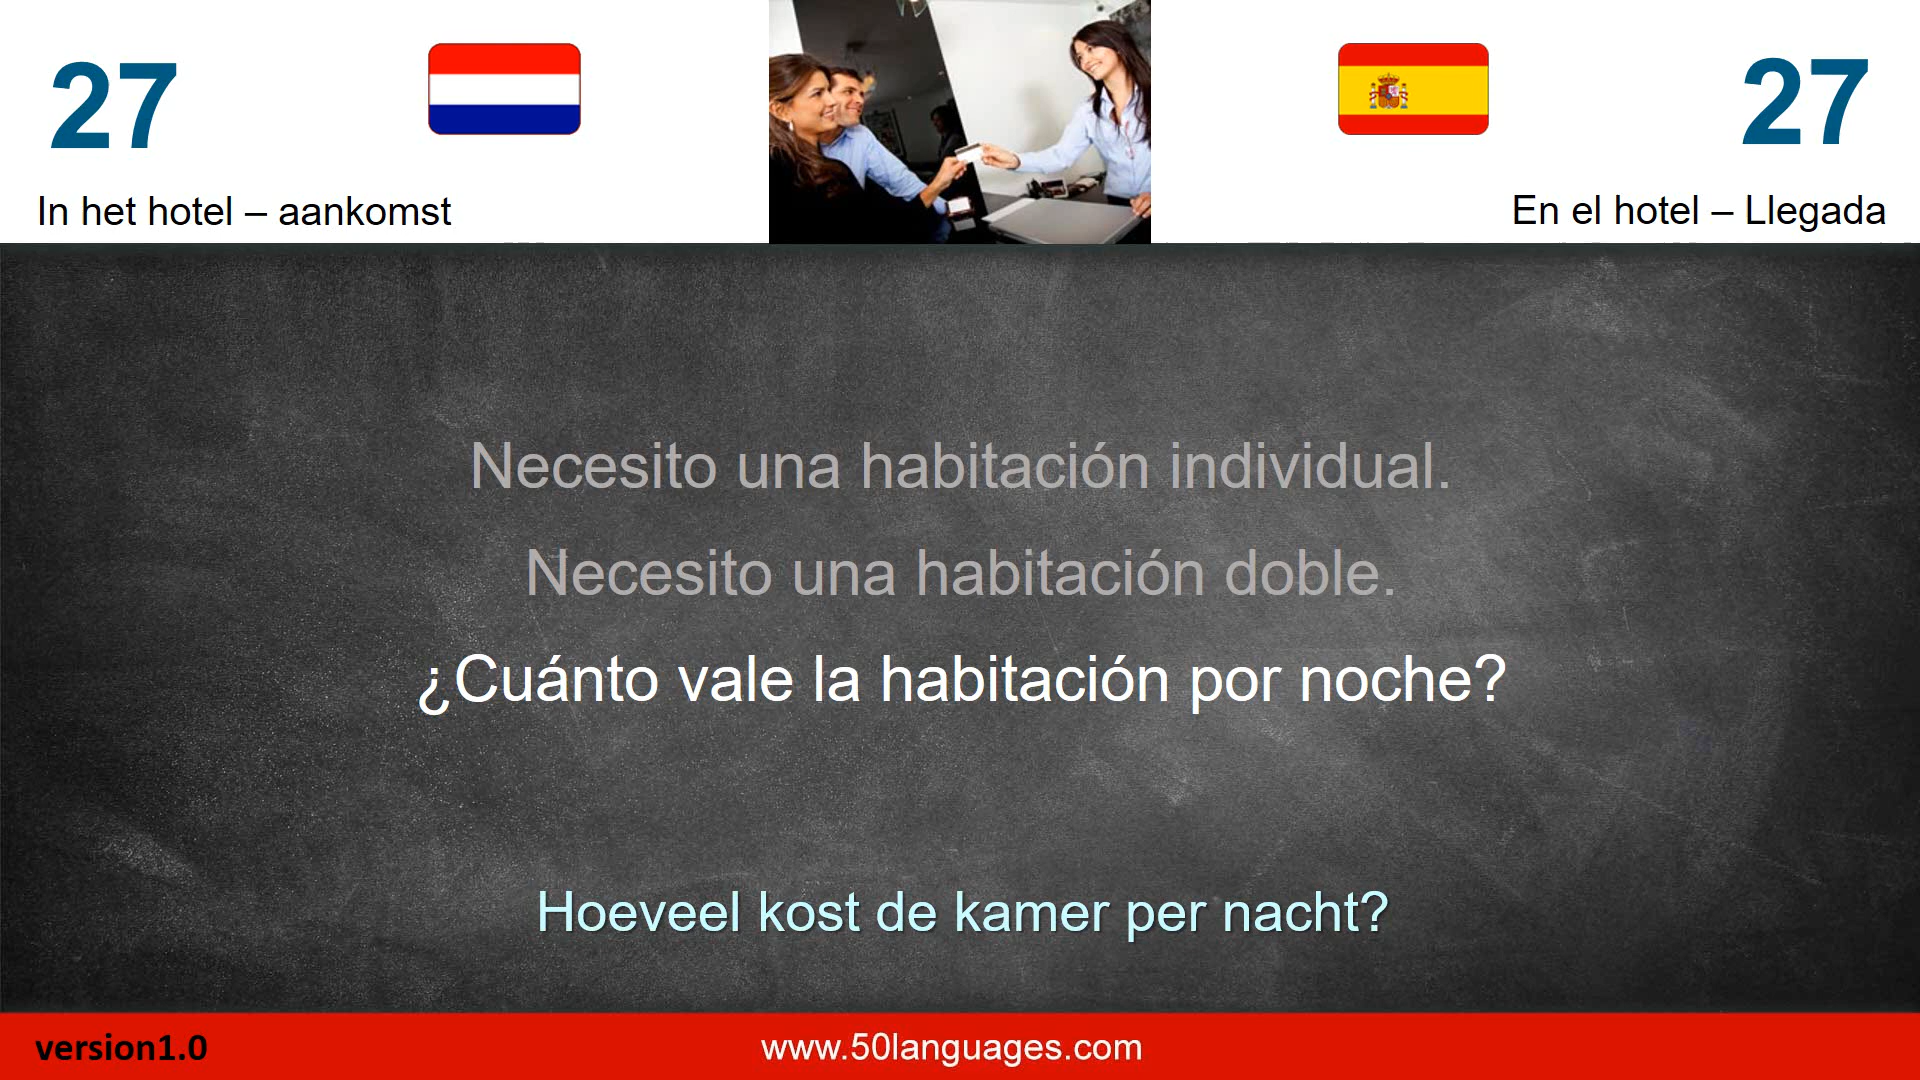 27
27
In het hotel – aankomst
En el hotel – Llegada
Necesito una habitación individual.
Necesito una habitación doble.
¿Cuánto vale la habitación por noche?
Hoeveel kost de kamer per nacht?
version1.0
www.50languages.com